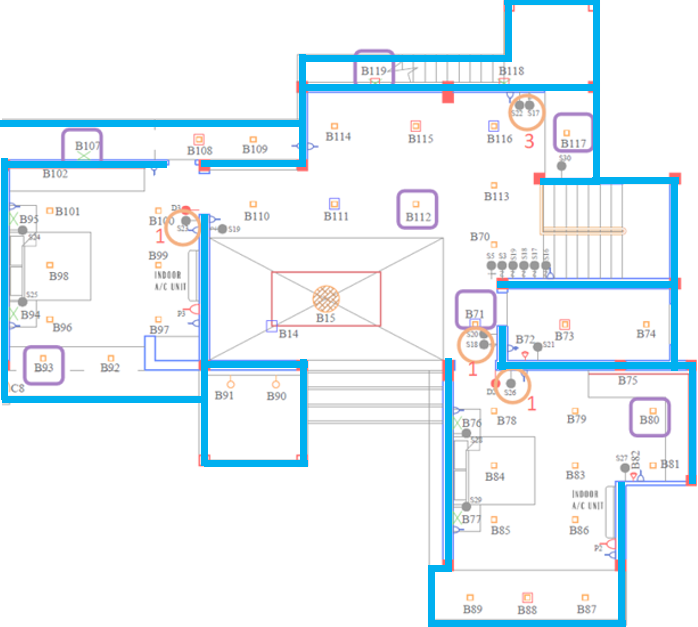 B119
B118
B114
B115
B116
S22 S17
3
B117
B107
B108
B109
S30
B102
B113
B101
B100
S23
1
S19
B110
B111
B112
B95
S24
B70
B99
S5 S3 S19 S18 S17 S16
B98
INDOOR
A/C UNIT
S25
B94
B96
B97
P3
B15
B14
B71
S20
S18
1
B72
S21
B73
B74
B93
B92
C8
B91
B90
S26
1
B75
B76
S28
B78
B79
B80
S27
B82
B81
B84
B83
INDOOR
A/C UNIT
S29
B77
B85
B86
P2
B89
B88
B87